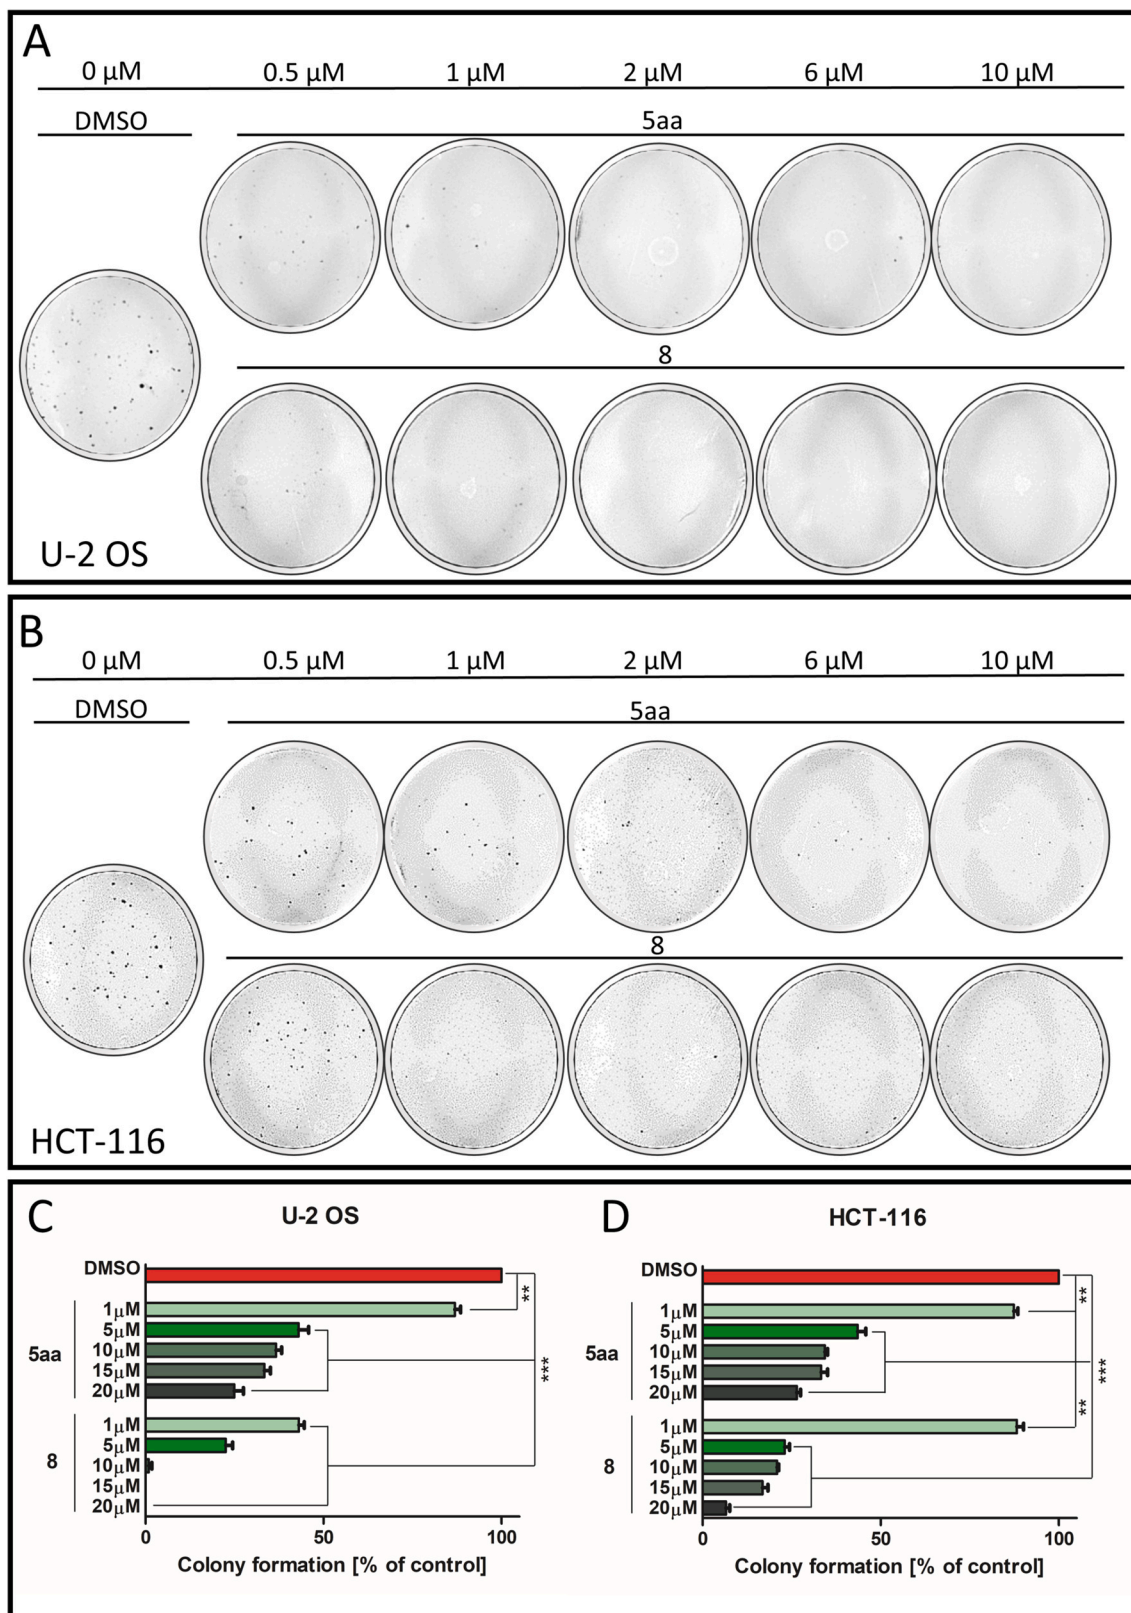 A
0 µM 0.5 µM 1 µM 2 µM 6 µM 10 µM
DMSO 5aa
8
U-2 OS
B
0 µM 0.5 µM 1 µM 2 µM 6 µM 10 µM
DMSO 5aa
8
HCT-116
C U-2 OS
DMSO
**
1µM
5µM
5aa 10µM
15µM
20µM
***
1µM
5µM
8 10µM
15µM
20µM
0 50 100
Colony formation [% of control]
D HCT-116
DMSO
**
1µM
5µM
5aa 10µM
15µM
20µM
***
**
1µM
5µM
8 10µM
15µM
20µM
0 50 100
Colony formation [% of control]